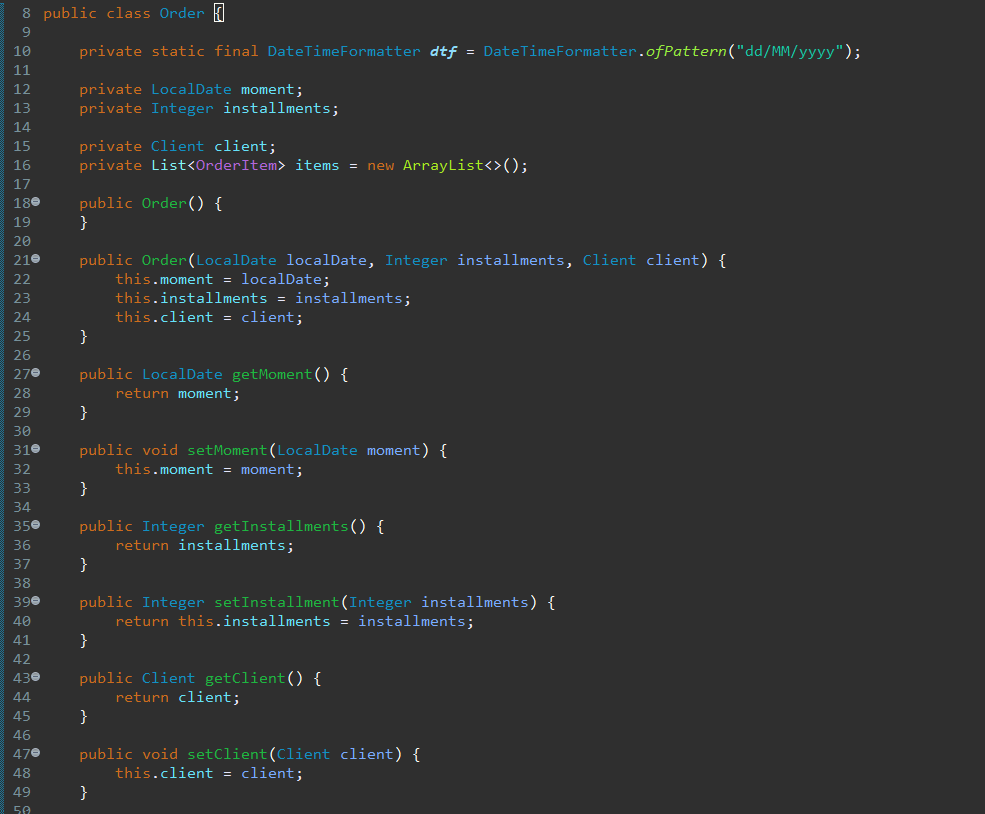 8 public class Order {
9
10     private static final DateTimeFormatter dtf = DateTimeFormatter.ofPattern("dd/MM/yyyy");
11
12     private LocalDate moment;
13     private Integer installments;
14
15     private Client client;
16     private List<OrderItem> items = new ArrayList<>();
17
18     public Order() {
19     }
20
21     public Order(LocalDate localDate, Integer installments, Client client) {
22         this.moment = localDate;
23         this.installments = installments;
24         this.client = client;
25     }
26
27     public LocalDate getMoment() {
28         return moment;
29     }
30
31     public void setMoment(LocalDate moment) {
32         this.moment = moment;
33     }
34
35     public Integer getInstallments() {
36         return installments;
37     }
38
39     public Integer setInstallment(Integer installments) {
40         return this.installments = installments;
41     }
42
43     public Client getClient() {
44         return client;
45     }
46
47     public void setClient(Client client) {
48         this.client = client;
49     }
50